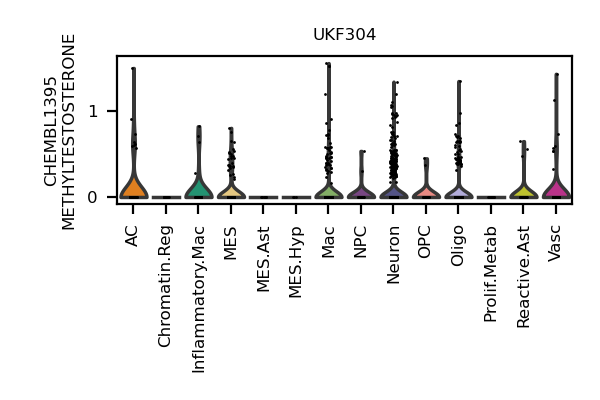 UKF304
CHEMBL1395
METHYLTESTOSTERONE
1
0
AC
Chromatin.Reg
Inflammatory.Mac
MES
MES.Ast
MES.Hyp
Mac
NPC
Neuron
OPC
Oligo
Prolif.Metab
Reactive.Ast
Vasc